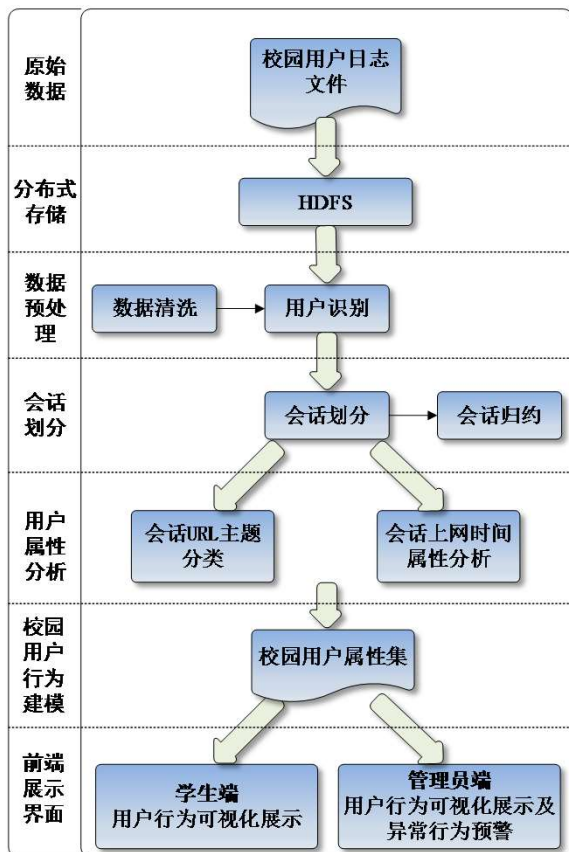 原始
数据
校园用户日志
文件
分布式
存储
HDFS
数据
预处
理
数据清洗
用户识别
会话
划分
会话划分
会话归约
用户
属性
分析
会话URL主题
分类
会话上网时间
属性分析
校园
用户
行为
建模
校园用户属性集
前端
展示
界面
学生端
用户行为可视化展示
管理员端
用户行为可视化展示及
异常行为预警